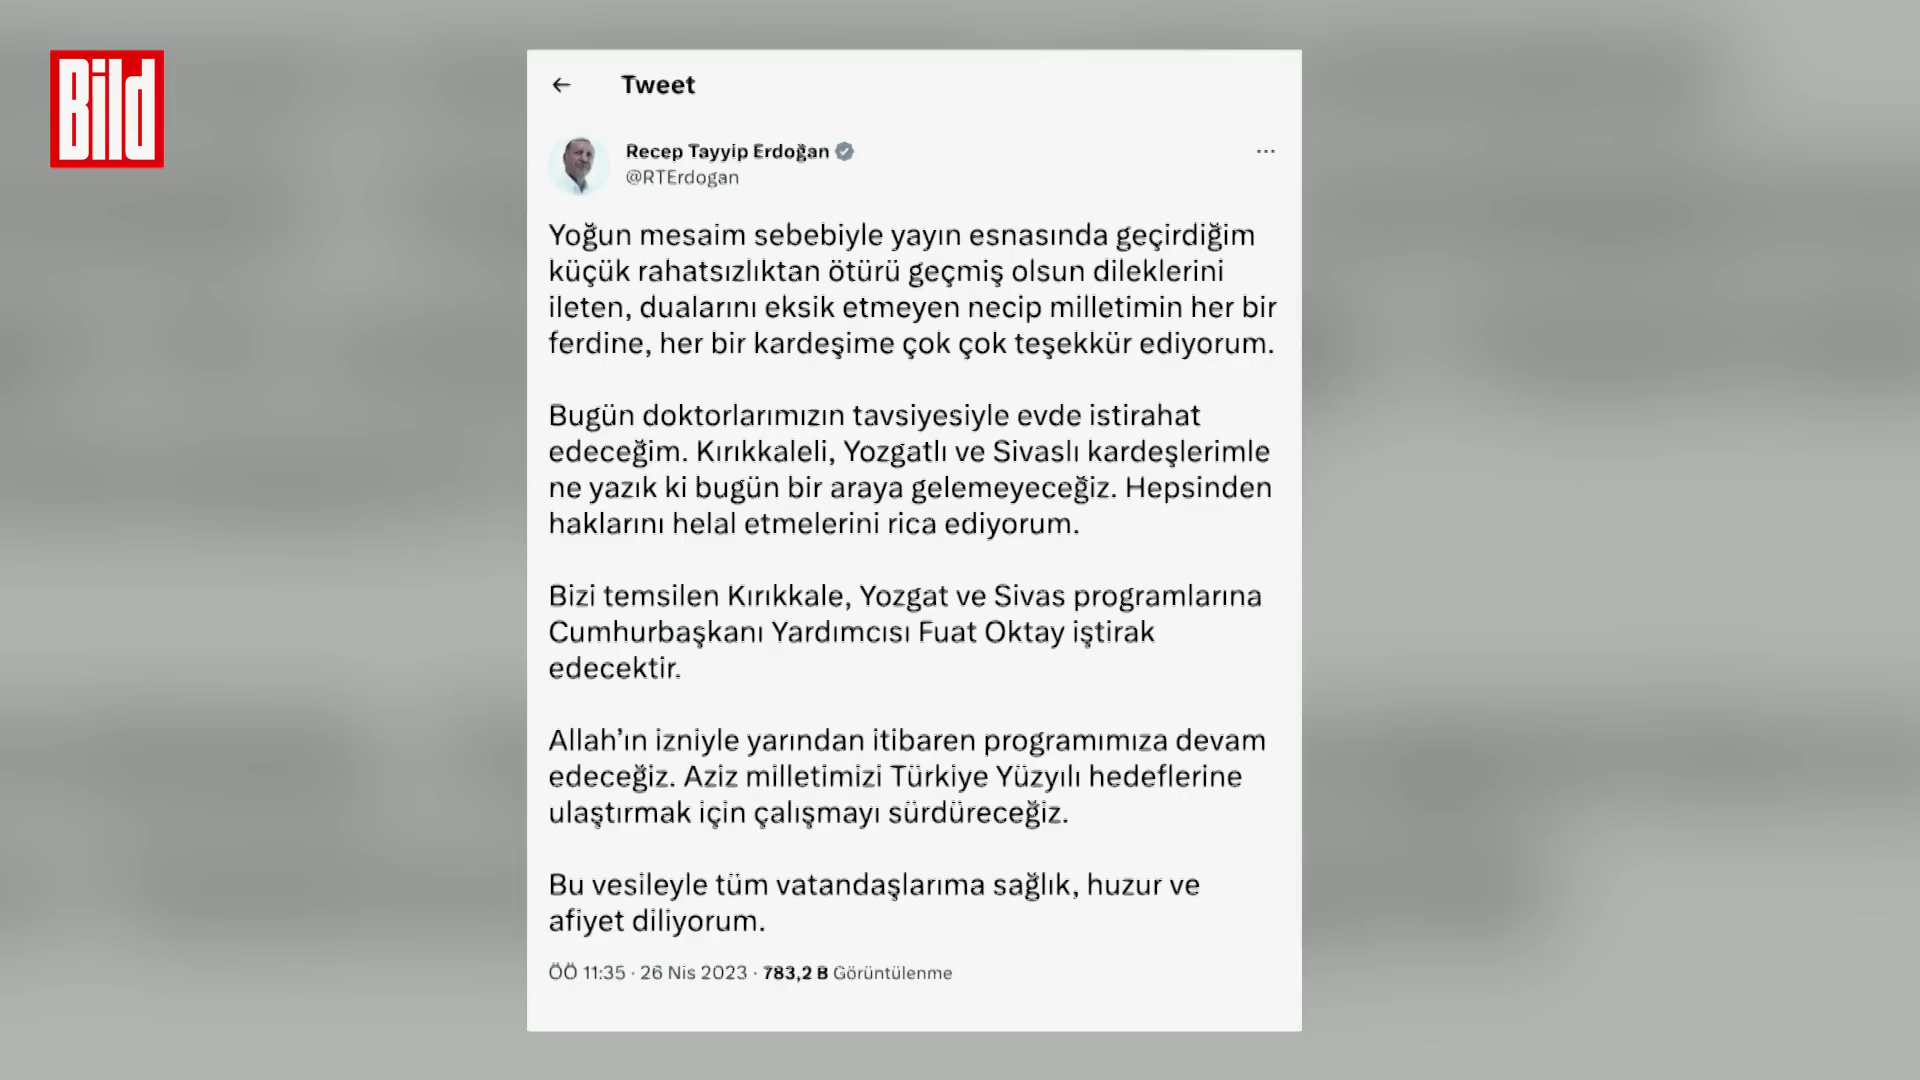 Bild
Tweet
Recep Tayyip Erdoğan
@RTErdogan
Yoğun mesaim sebebiyle yayın esnasında geçirdiğim
küçük rahatsızlıktan ötürü geçmiş olsun dileklerini
ileten, dualarını eksik etmeyen necip milletimin her bir
ferdine, her bir kardeşime çok çok teşekkür ediyorum.
Bugün doktorlarımızın tavsiyesiyle evde istirahat
edeceğim. Kırıkkaleli, Yozgatlı ve Sivaslı kardeşlerimle
ne yazık ki bugün bir araya gelemeyeceğiz. Hepsinden
haklarını helal etmelerini rica ediyorum.
Bizi temsilen Kırıkkale, Yozgat ve Sivas programlarına
Cumhurbaşkanı Yardımcısı Fuat Oktay iştirak
edecektir.
Allah’ın izniyle yarından itibaren programımıza devam
edeceğiz. Aziz milletimizi Türkiye Yüzyılı hedeflerine
ulaştırmak için çalışmayı sürdüreceğiz.
Bu vesileyle tüm vatandaşlarıma sağlık, huzur ve
afiyet diliyorum.
ÖÖ 11:35 · 26 Nis 2023 · 783,2 B Görüntülenme